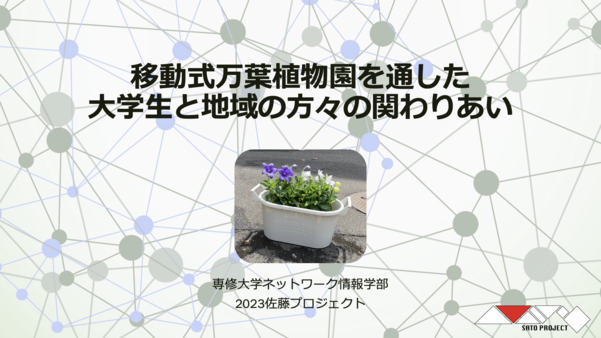 移動式万葉植物園を通した
大学生と地域の方々の関わりあい
専修大学ネットワーク情報学部
2023佐藤プロジェクト
SATO PROJECT